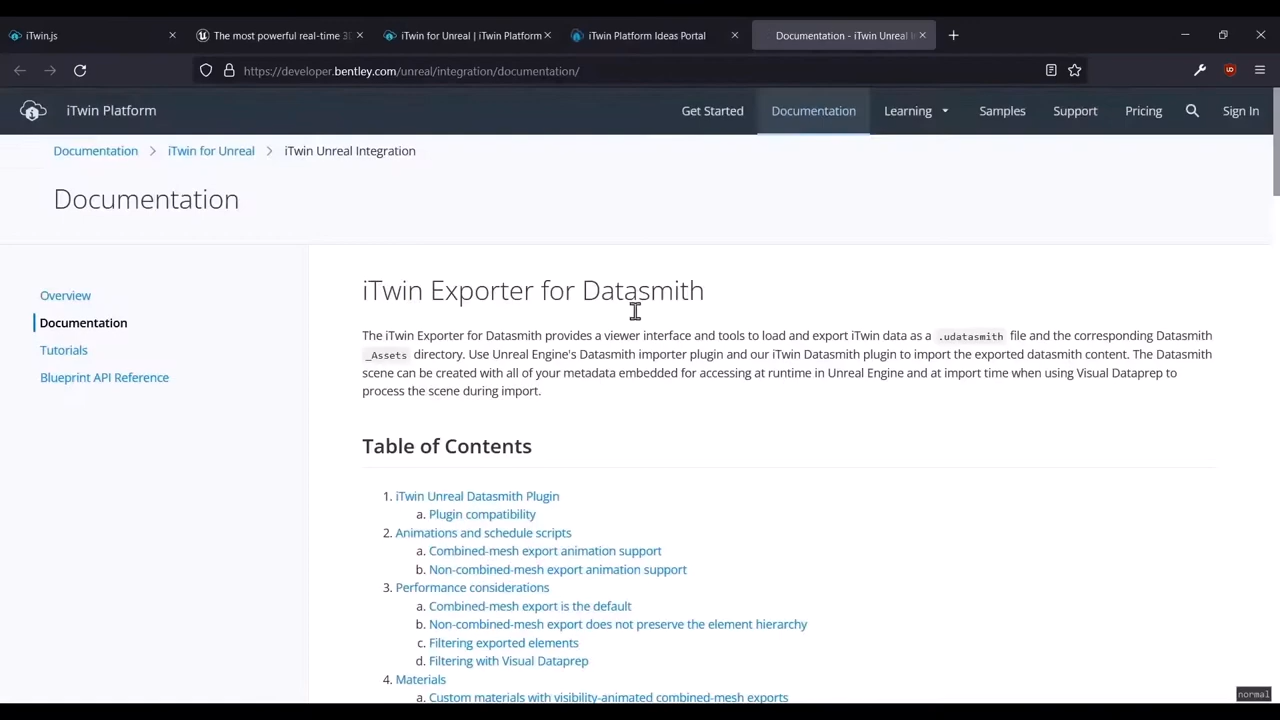 iTwin.js
The most powerful real-time 3
iTwin for Unreal | iTwin Platform
iTwin Platform Ideas Portal
Documentation - iTwin Unreal I
https://developer.bentley.com/unreal/integration/documentation/
iTwin Platform
Get Started
Documentation
Learning
Samples
Support
Pricing
Sign In
Documentation > iTwin for Unreal > iTwin Unreal Integration
Documentation
Overview
Documentation
Tutorials
Blueprint API Reference
iTwin Exporter for Datasmith
The iTwin Exporter for Datasmith provides a viewer interface and tools to load and export iTwin data as a .udatasmith file and the corresponding Datasmith
_Assets directory. Use Unreal Engine's Datasmith importer plugin and our iTwin Datasmith plugin to import the exported datasmith content. The Datasmith
scene can be created with all of your metadata embedded for accessing at runtime in Unreal Engine and at import time when using Visual Dataprep to
process the scene during import.
Table of Contents
1. iTwin Unreal Datasmith Plugin
a. Plugin compatibility
2. Animations and schedule scripts
a. Combined-mesh export animation support
b. Non-combined-mesh export animation support
3. Performance considerations
a. Combined-mesh export is the default
b. Non-combined-mesh export does not preserve the element hierarchy
c. Filtering exported elements
d. Filtering with Visual Dataprep
4. Materials
a. Custom materials with visibility-animated combined-mesh exports
normal